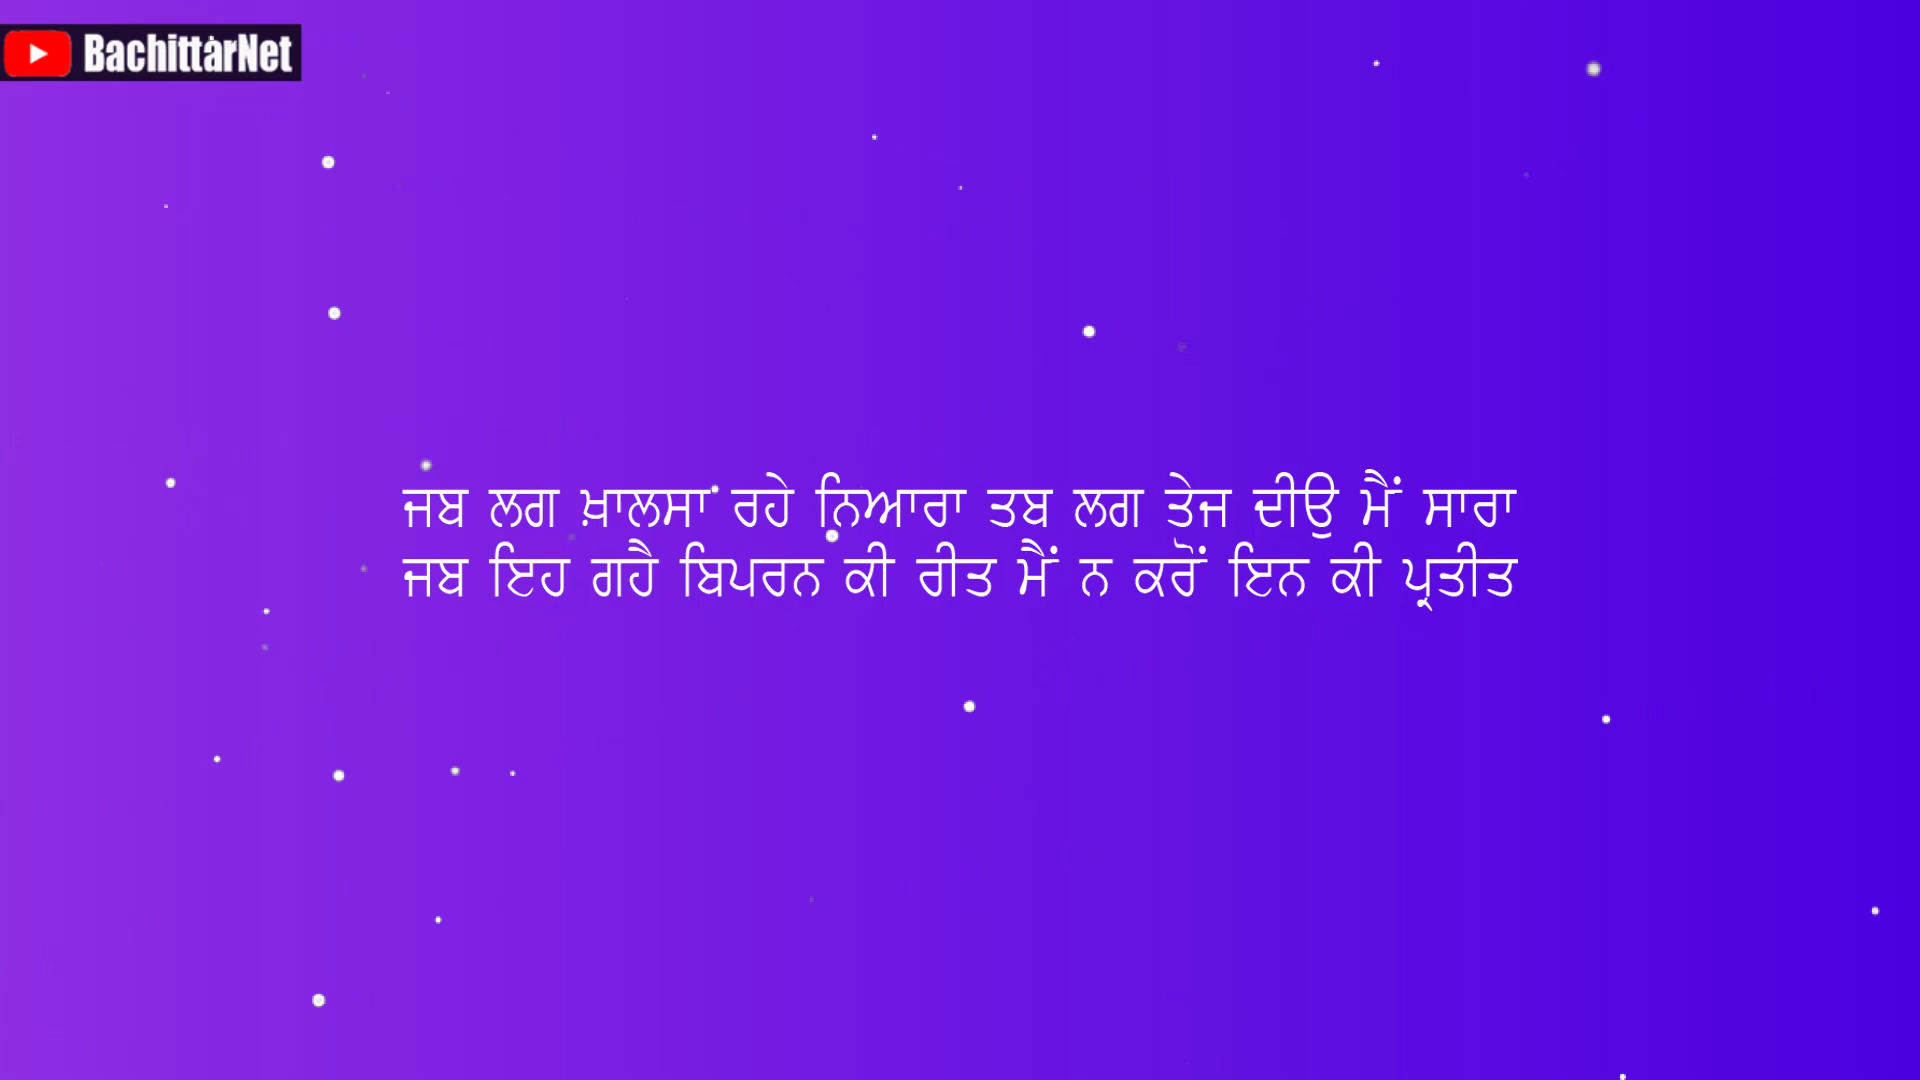 BachittarNet
ਜਬ ਲਗ ਖ਼ਾਲਸਾ ਰਹੇ ਨਿਆਰਾ ਤਬ ਲਗ ਤੇਜ ਦੀਉ ਮੈਂ ਸਾਰਾ
ਜਬ ਇਹ ਗਹੈ ਬਿਪਰਨ ਕੀ ਰੀਤ ਮੈਂ ਨ ਕਰੋਂ ਇਨ ਕੀ ਪ੍ਰਤੀਤ